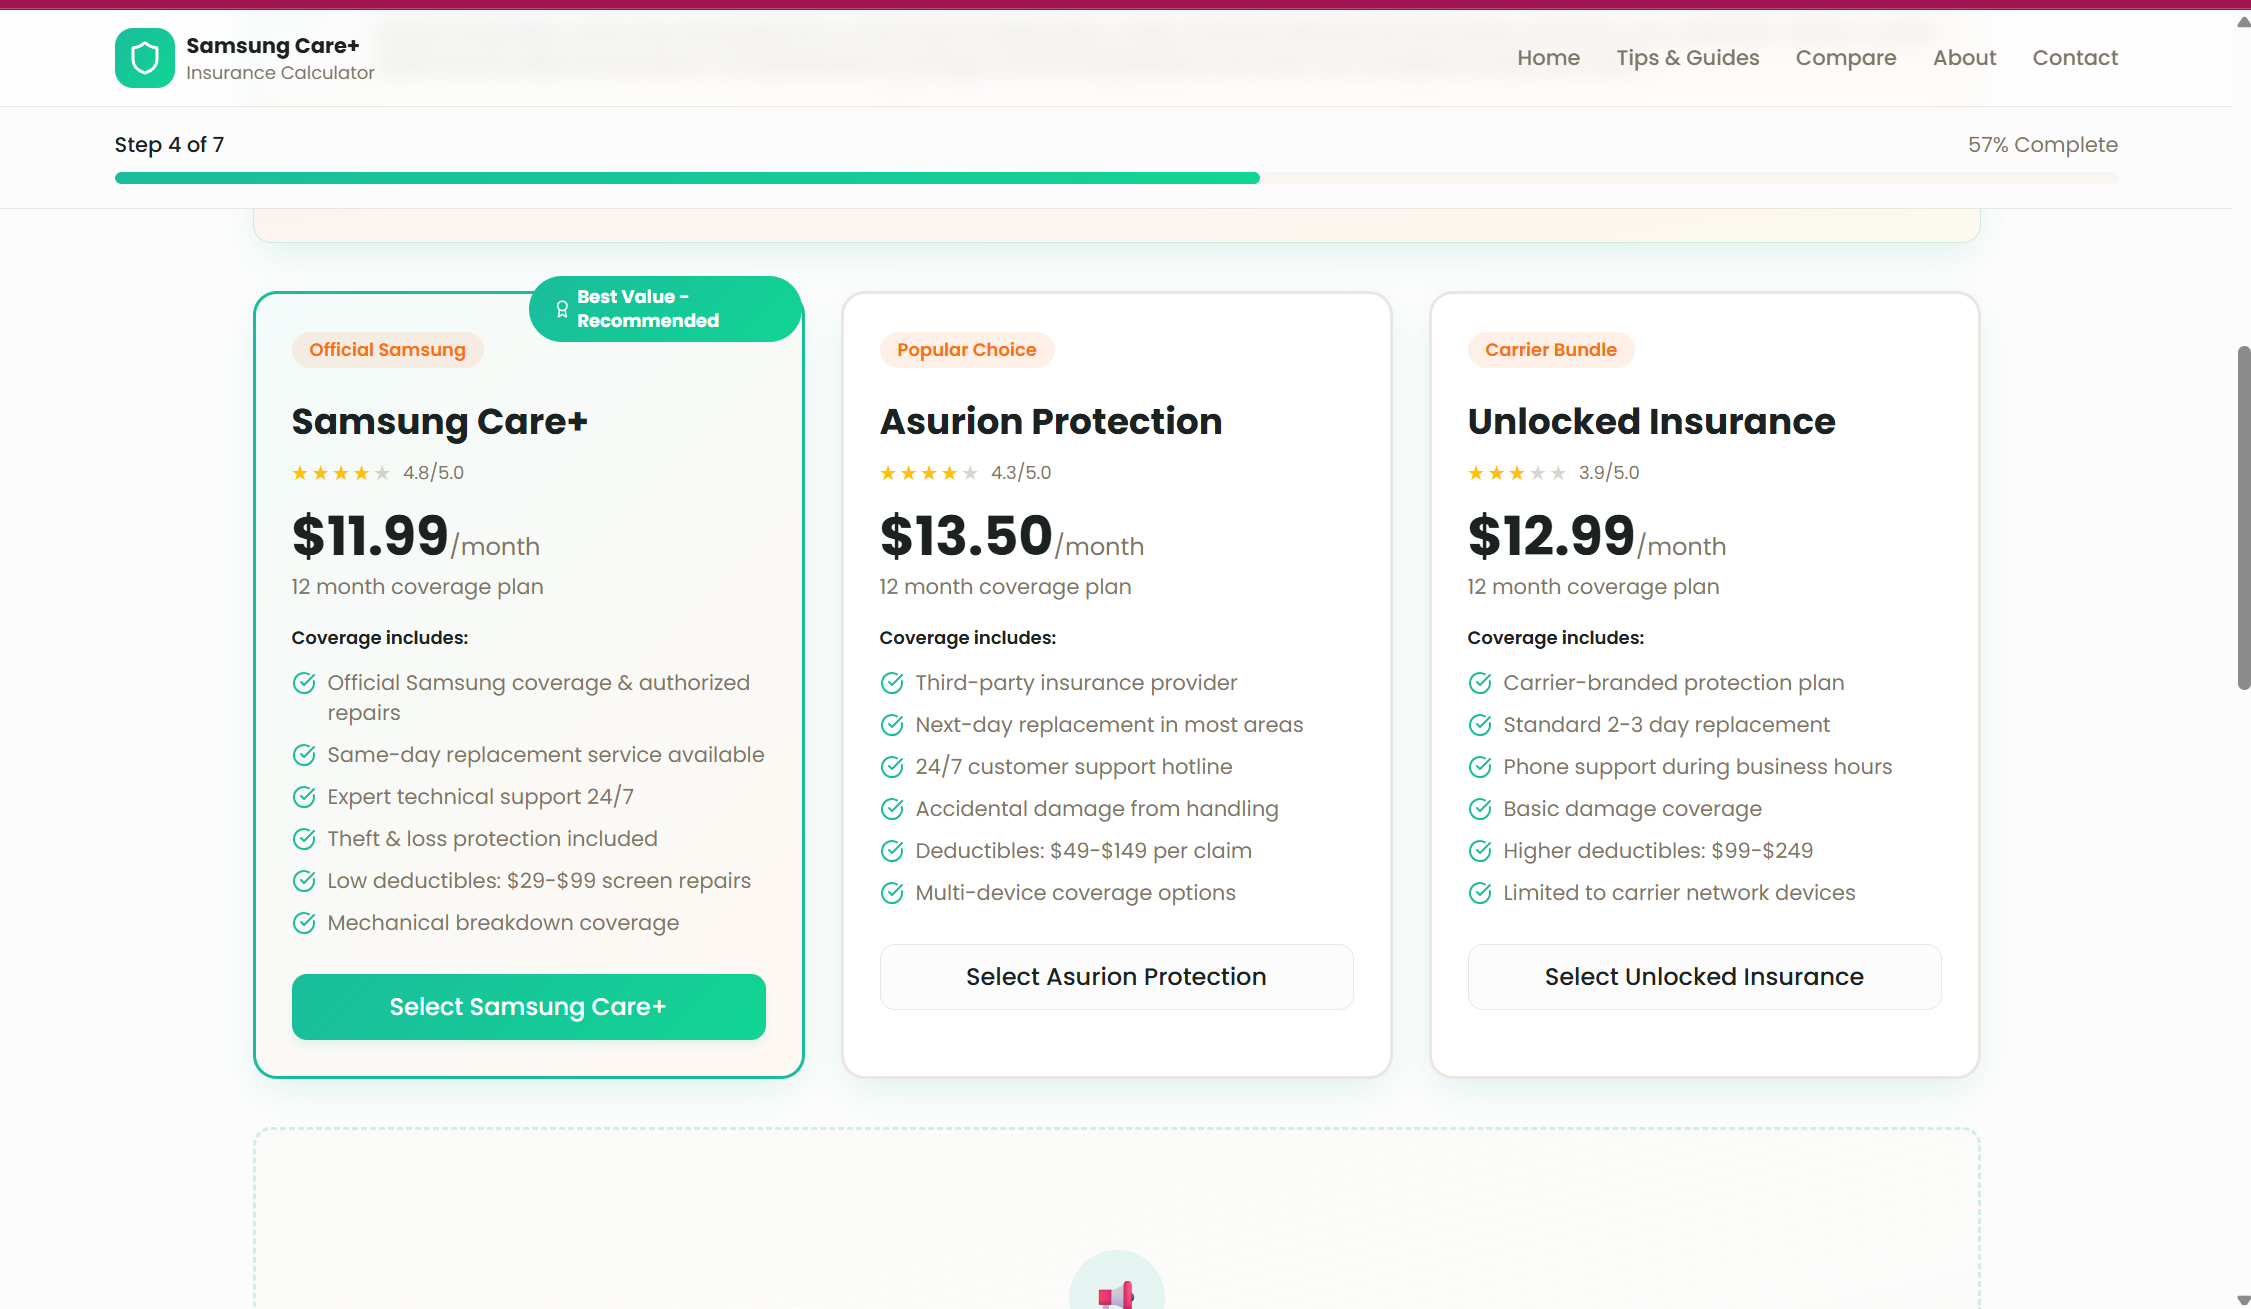 Samsung Care+
Insurance Calculator
Home
Tips & Guides
Compare
About
Contact
Step 4 of 7
57% Complete
Best Value -
Recommended
Official Samsung
Samsung Care+
4.8/5.0
$11.99/month
12 month coverage plan
Coverage includes:
Official Samsung coverage & authorized
repairs
Same-day replacement service available
Expert technical support 24/7
Theft & loss protection included
Low deductibles: $29-$99 screen repairs
Mechanical breakdown coverage
Select Samsung Care+
Popular Choice
Asurion Protection
4.3/5.0
$13.50/month
12 month coverage plan
Coverage includes:
Third-party insurance provider
Next-day replacement in most areas
24/7 customer support hotline
Accidental damage from handling
Deductibles: $49-$149 per claim
Multi-device coverage options
Select Asurion Protection
Carrier Bundle
Unlocked Insurance
3.9/5.0
$12.99/month
12 month coverage plan
Coverage includes:
Carrier-branded protection plan
Standard 2-3 day replacement
Phone support during business hours
Basic damage coverage
Higher deductibles: $99-$249
Limited to carrier network devices
Select Unlocked Insurance